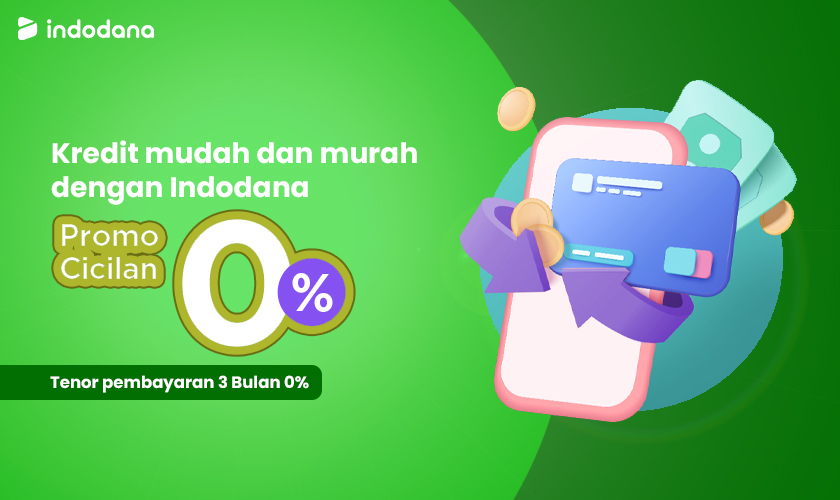 indodana
Kredit mudah dan murah
dengan Indodana
Promo
Cicilan
0%
Tenor pembayaran 3 Bulan 0%